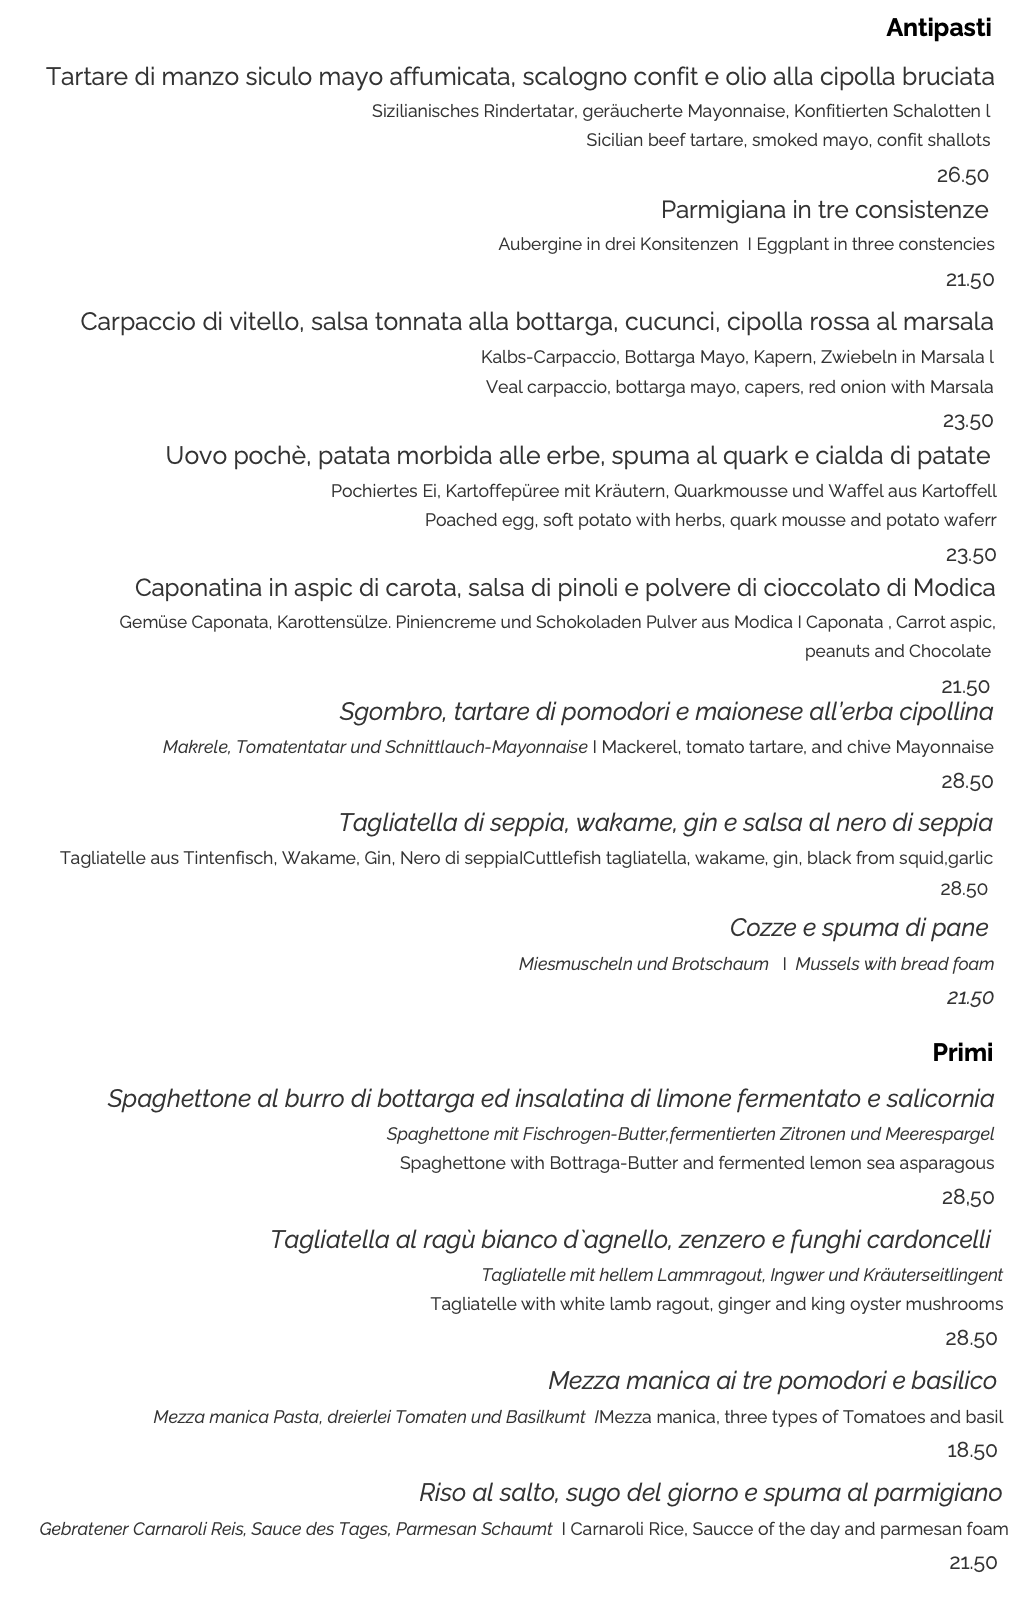 Antipasti
Tartare di manzo siculo mayo affumicata, scalogno confit e olio alla cipolla bruciata
Sizilianisches Rindertatar, geräucherte Mayonnaise, Konfitierten Schalotten l
Sicilian beef tartare, smoked mayo, confit shallots
26.50
Parmigiana in tre consistenze
Aubergine in drei Konsitenzen I Eggplant in three constencies
21.50
Carpaccio di vitello, salsa tonnata alla bottarga, cucunci, cipolla rossa al marsala
Kalbs-Carpaccio, Bottarga Mayo, Kapern, Zwiebeln in Marsala l
Veal carpaccio, bottarga mayo, capers, red onion with Marsala
23.50
Uovo pochè, patata morbida alle erbe, spuma al quark e cialda di patate
Pochiertes Ei, Kartoffepüree mit Kräutern, Quarkmousse und Waffel aus Kartoffell
Poached egg, soft potato with herbs, quark mousse and potato waferr
23.50
Caponatina in aspic di carota, salsa di pinoli e polvere di cioccolato di Modica
Gemüse Caponata, Karottensülze. Piniencreme und Schokoladen Pulver aus Modica I Caponata , Carrot aspic,
peanuts and Chocolate
21.50
Sgombro, tartare di pomodori e maionese all'erba cipollina
Makrele, Tomatentatar und Schnittlauch-Mayonnaise I Mackerel, tomato tartare, and chive Mayonnaise
28.50
Tagliatella di seppia, wakame, gin e salsa al nero di seppia
Tagliatelle aus Tintenfisch, Wakame, Gin, Nero di seppiaICuttlefish tagliatella, wakame, gin, black from squid,garlic
28.50
Cozze e spuma di pane
Miesmuscheln und Brotschaum I Mussels with bread foam
21.50
Primi
Spaghettone al burro di bottarga ed insalatina di limone fermentato e salicornia
Spaghettone mit Fischrogen-Butter,fermentierten Zitronen und Meerespargel
Spaghettone with Bottraga-Butter and fermented lemon sea asparagous
28,50
Tagliatella al ragù bianco d`agnello, zenzero e funghi cardoncelli
Tagliatelle mit hellem Lammragout, Ingwer und Kräuterseitlingent
Tagliatelle with white lamb ragout, ginger and king oyster mushrooms
28.50
Mezza manica ai tre pomodori e basilico
Mezza manica Pasta, dreierlei Tomaten und Basilkumt IMezza manica, three types of Tomatoes and basil
18.50
Riso al salto, sugo del giorno e spuma al parmigiano
Gebratener Carnaroli Reis, Sauce des Tages, Parmesan Schaumt I Carnaroli Rice, Saucce of the day and parmesan foam
21.50